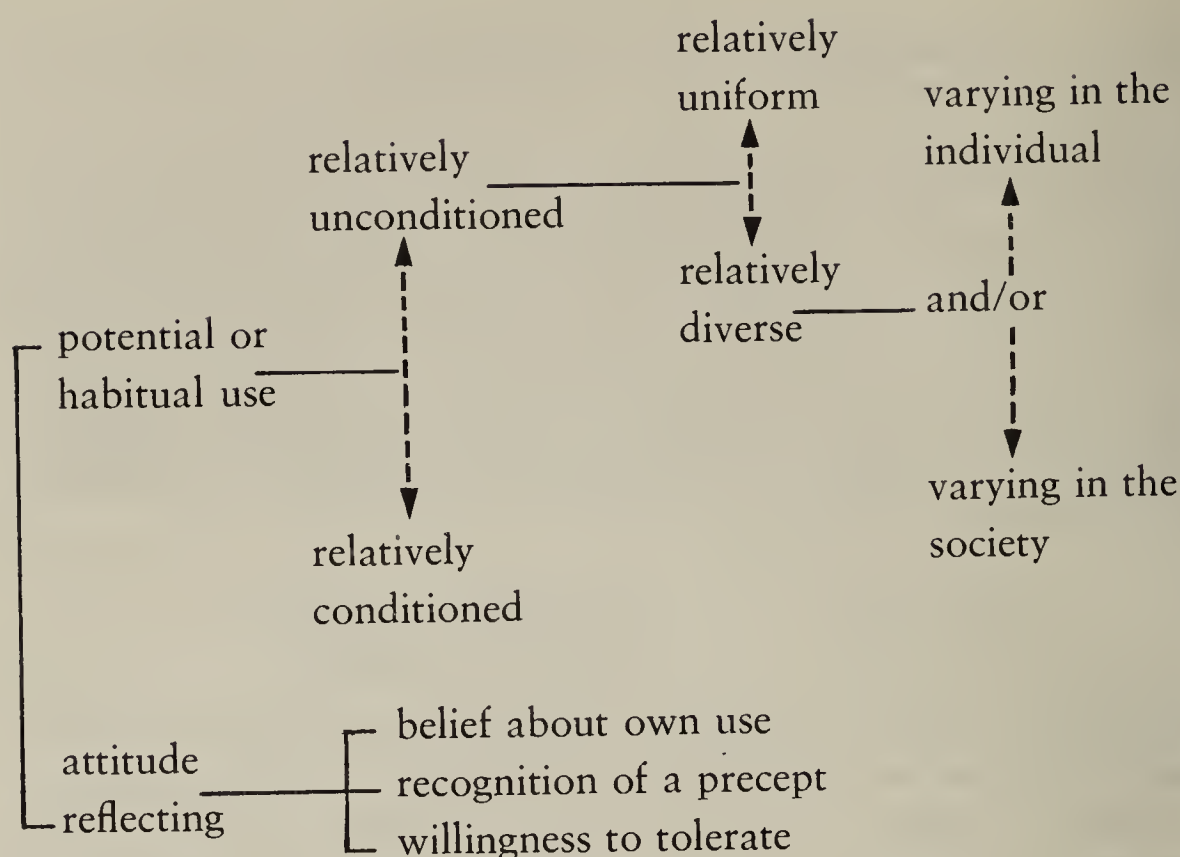 relatively
uniform
varying in the
individual
relatively
unconditioned
relatively
diverse
and/or
potential or
habitual use
varying in the
society
relatively
conditioned
attitude
reflecting
belief about own use
recognition of a precept
willingness to tolerate